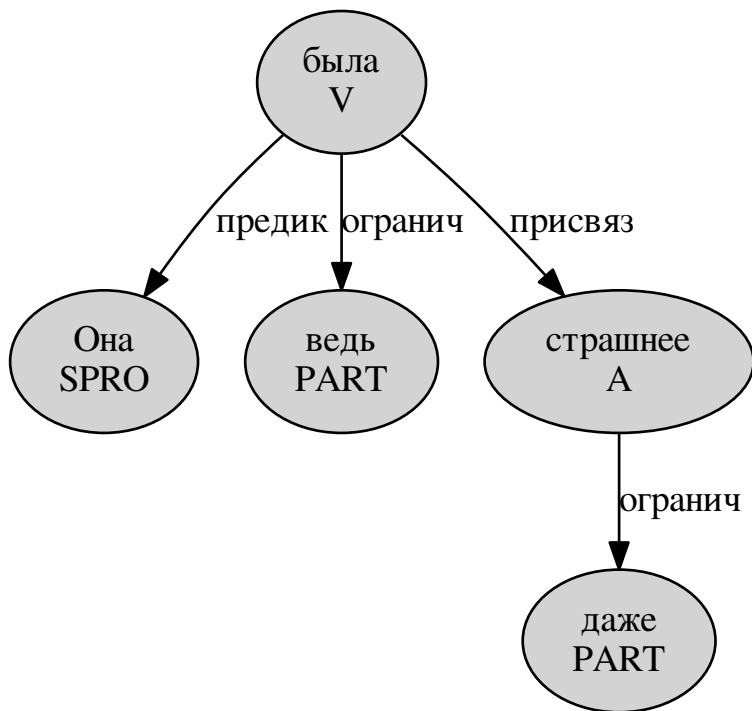 была
V
предик
огранич
присвяз
Она
SPRO
ведь
PART
страшнее
A
огранич
даже
PART